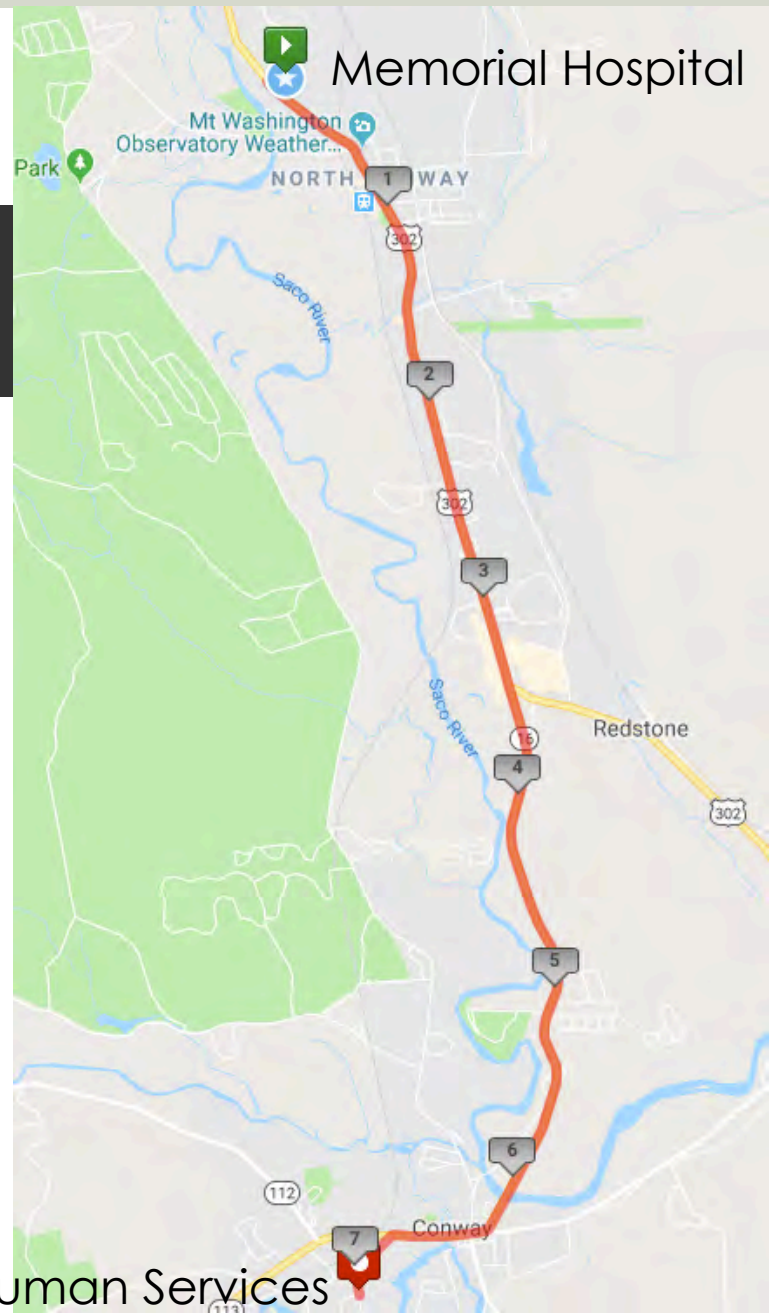 Memorial Hospital
Mt Washington
Observatory Weather...
Park
NORTH WAY
1
302
Saco River
2
302
3
Saco River
Redstone
16
4
302
5
6
112
Conway
7
uman Services
113